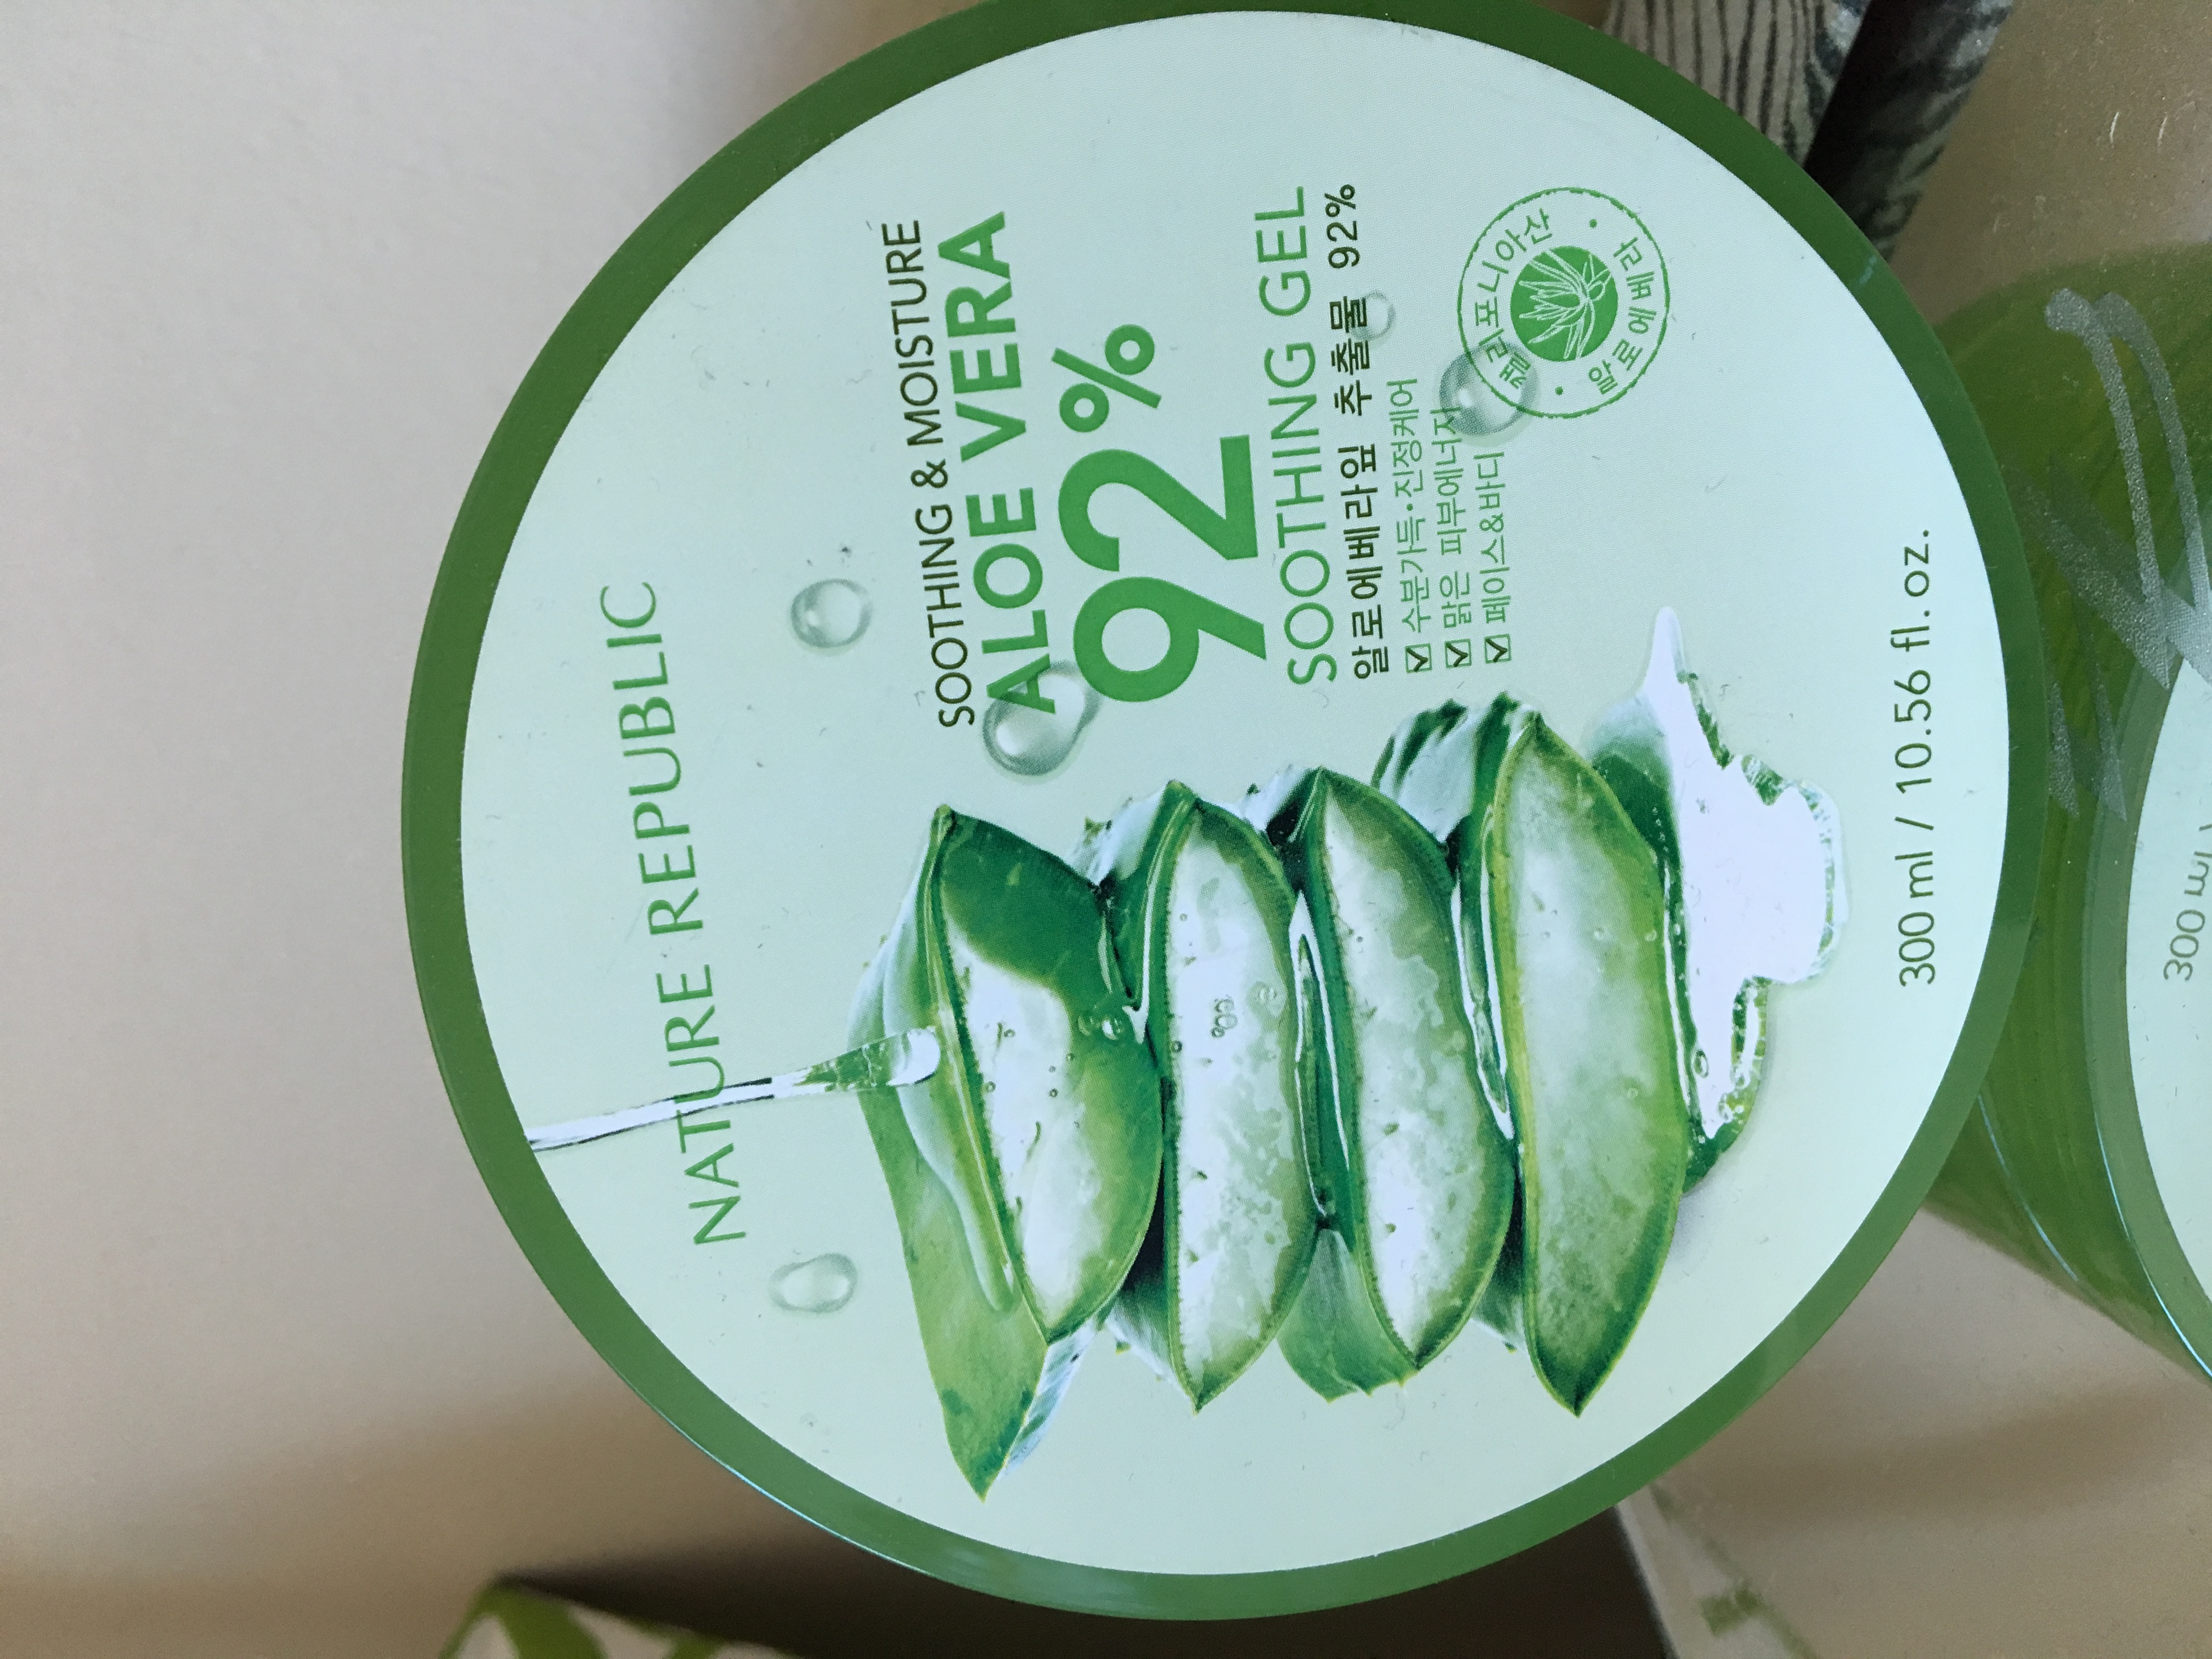 NATURE REPUBLIC
SOOTHING & MOISTURE
ALOE VERA
92%
SOOTHING GEL
알로에베라잎 추출물 92%
수분가득·진정케어
맑은 피부에너지
페이스&바디
캘리포니아산 · 알로에베라 ·
300 ml / 10.56 fl.oz.
300 ml